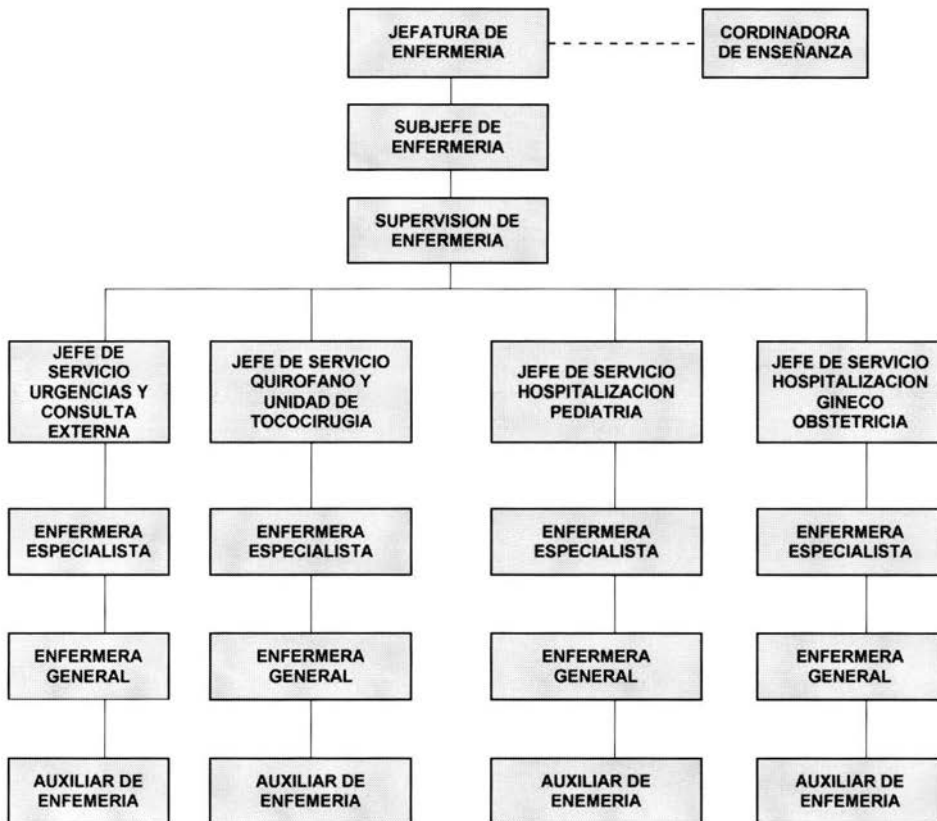 JEFATURA DE
ENFERMERIA
CORDINADORA
DE ENSEÑANZA
SUBJEFE DE
ENFERMERIA
SUPERVISION DE
ENFERMERIA
JEFE DE
SERVICIO
URGENCIAS Y
CONSULTA
EXTERNA
JEFE DE SERVICIO
QUIROFANO Y
UNIDAD DE
TOCOCIRUGIA
JEFE DE SERVICIO
HOSPITALIZACION
PEDIATRIA
JEFE DE SERVICIO
HOSPITALIZACION
GINECO
OBSTETRICIA
ENFERMERA
ESPECIALISTA
ENFERMERA
ESPECIALISTA
ENFERMERA
ESPECIALISTA
ENFERMERA
ESPECIALISTA
ENFERMERA
GENERAL
ENFERMERA
GENERAL
ENFERMERA
GENERAL
ENFERMERA
GENERAL
AUXILIAR DE
ENFEMERIA
AUXILIAR DE
ENFEMERIA
AUXILIAR DE
ENEMERIA
AUXILIAR DE
ENFEMERIA